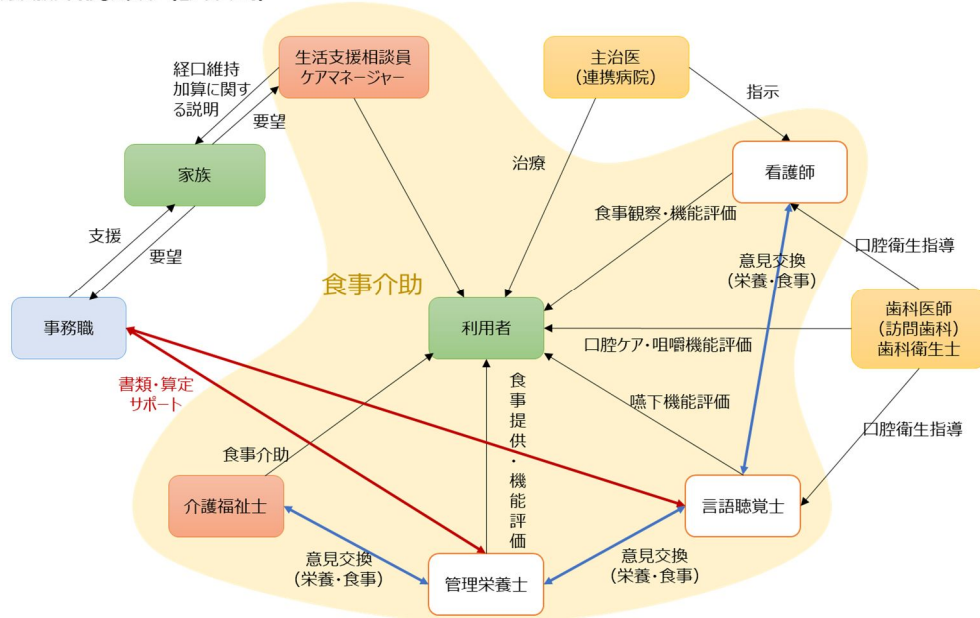 生活支援相談員
ケアマネージャー
主治医
（連携病院）
経口維持
加算に関す
る説明
要望
指示
家族
治療
看護師
食事観察・機能評価
支援
要望
口腔衛生指導
意見交換
（栄養・食事）
食事介助
事務職
利用者
歯科医師
（訪問歯科）
歯科衛生士
口腔ケア・咀嚼機能評価
書類・算定
サポート
食事提供・機能評価
嚥下機能評価
口腔衛生指導
食事介助
介護福祉士
言語聴覚士
意見交換
（栄養・食事）
管理栄養士
意見交換
（栄養・食事）